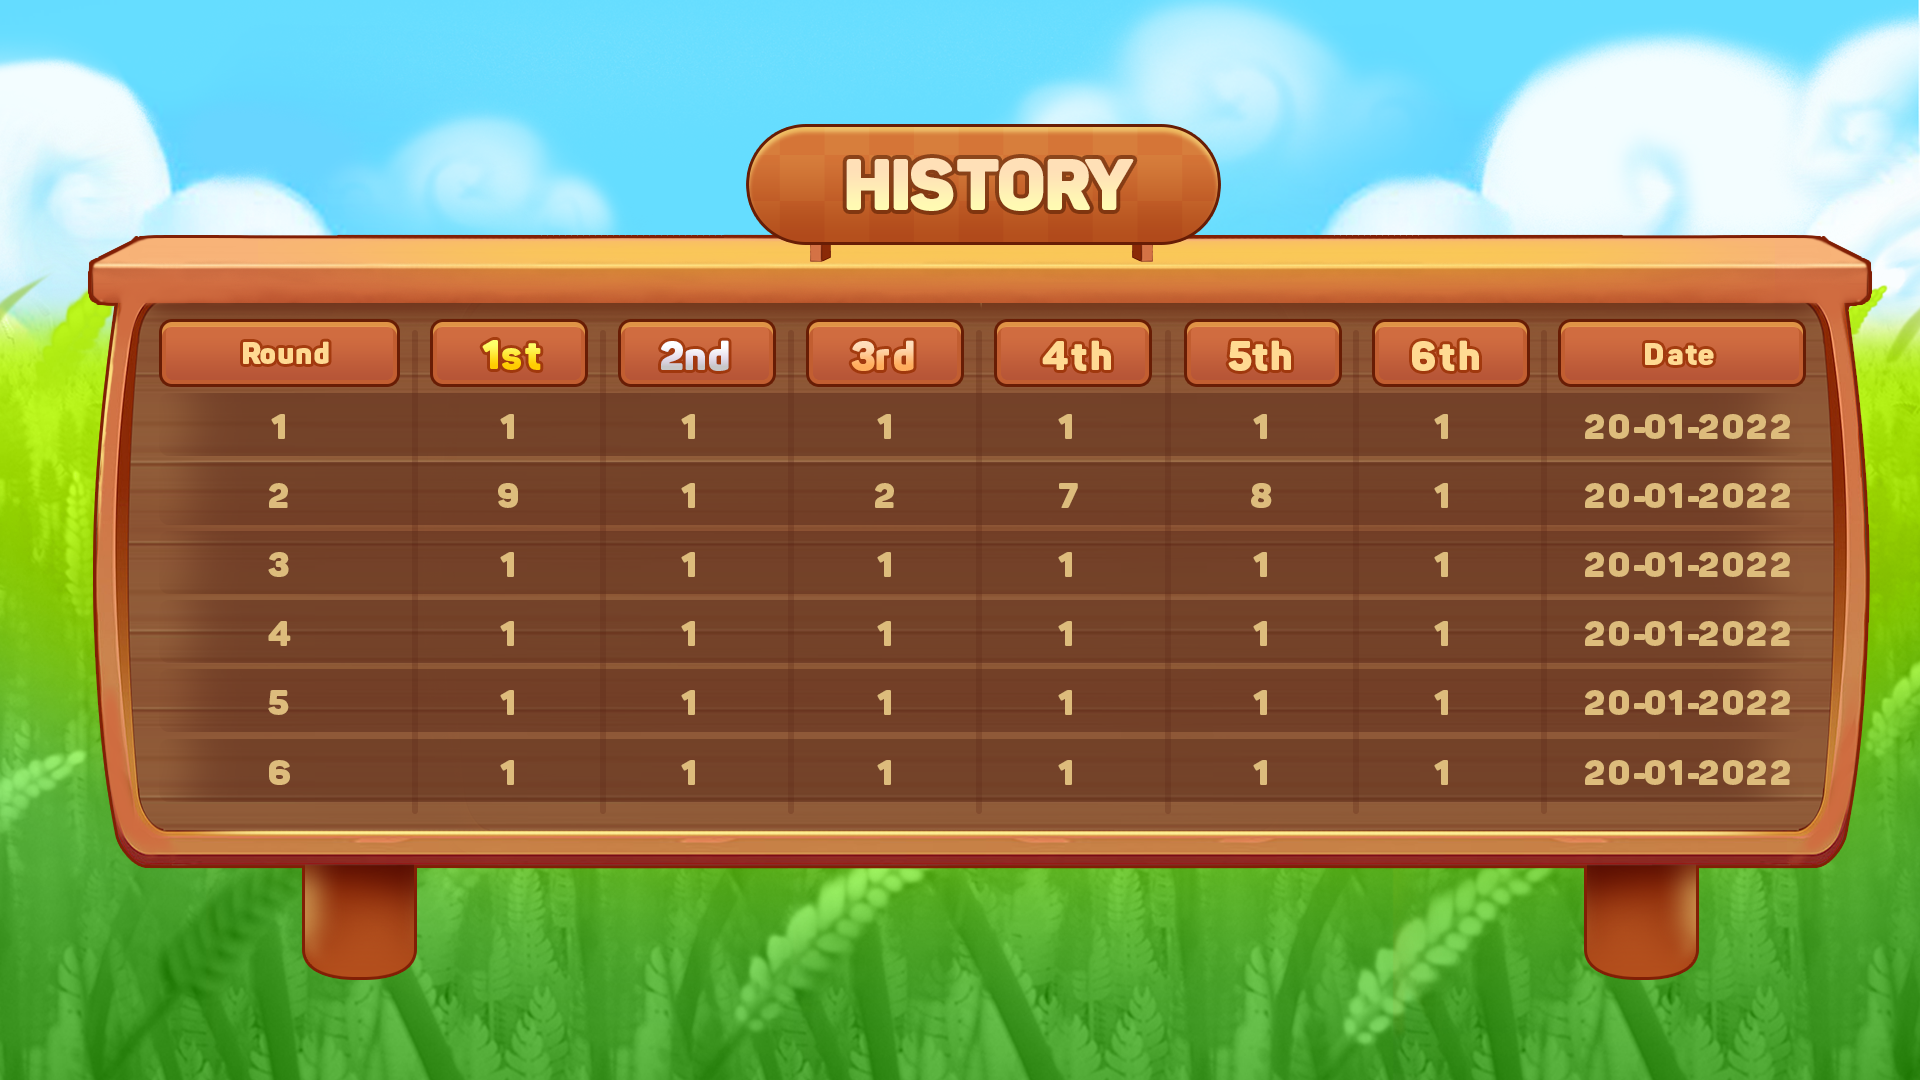 HISTORY
Round 1st 2nd 3rd 4th 5th 6th Date
1 1 1 1 1 1 1 20-01-2022
2 9 1 2 7 8 1 20-01-2022
3 1 1 1 1 1 1 20-01-2022
4 1 1 1 1 1 1 20-01-2022
5 1 1 1 1 1 1 20-01-2022
6 1 1 1 1 1 1 20-01-2022